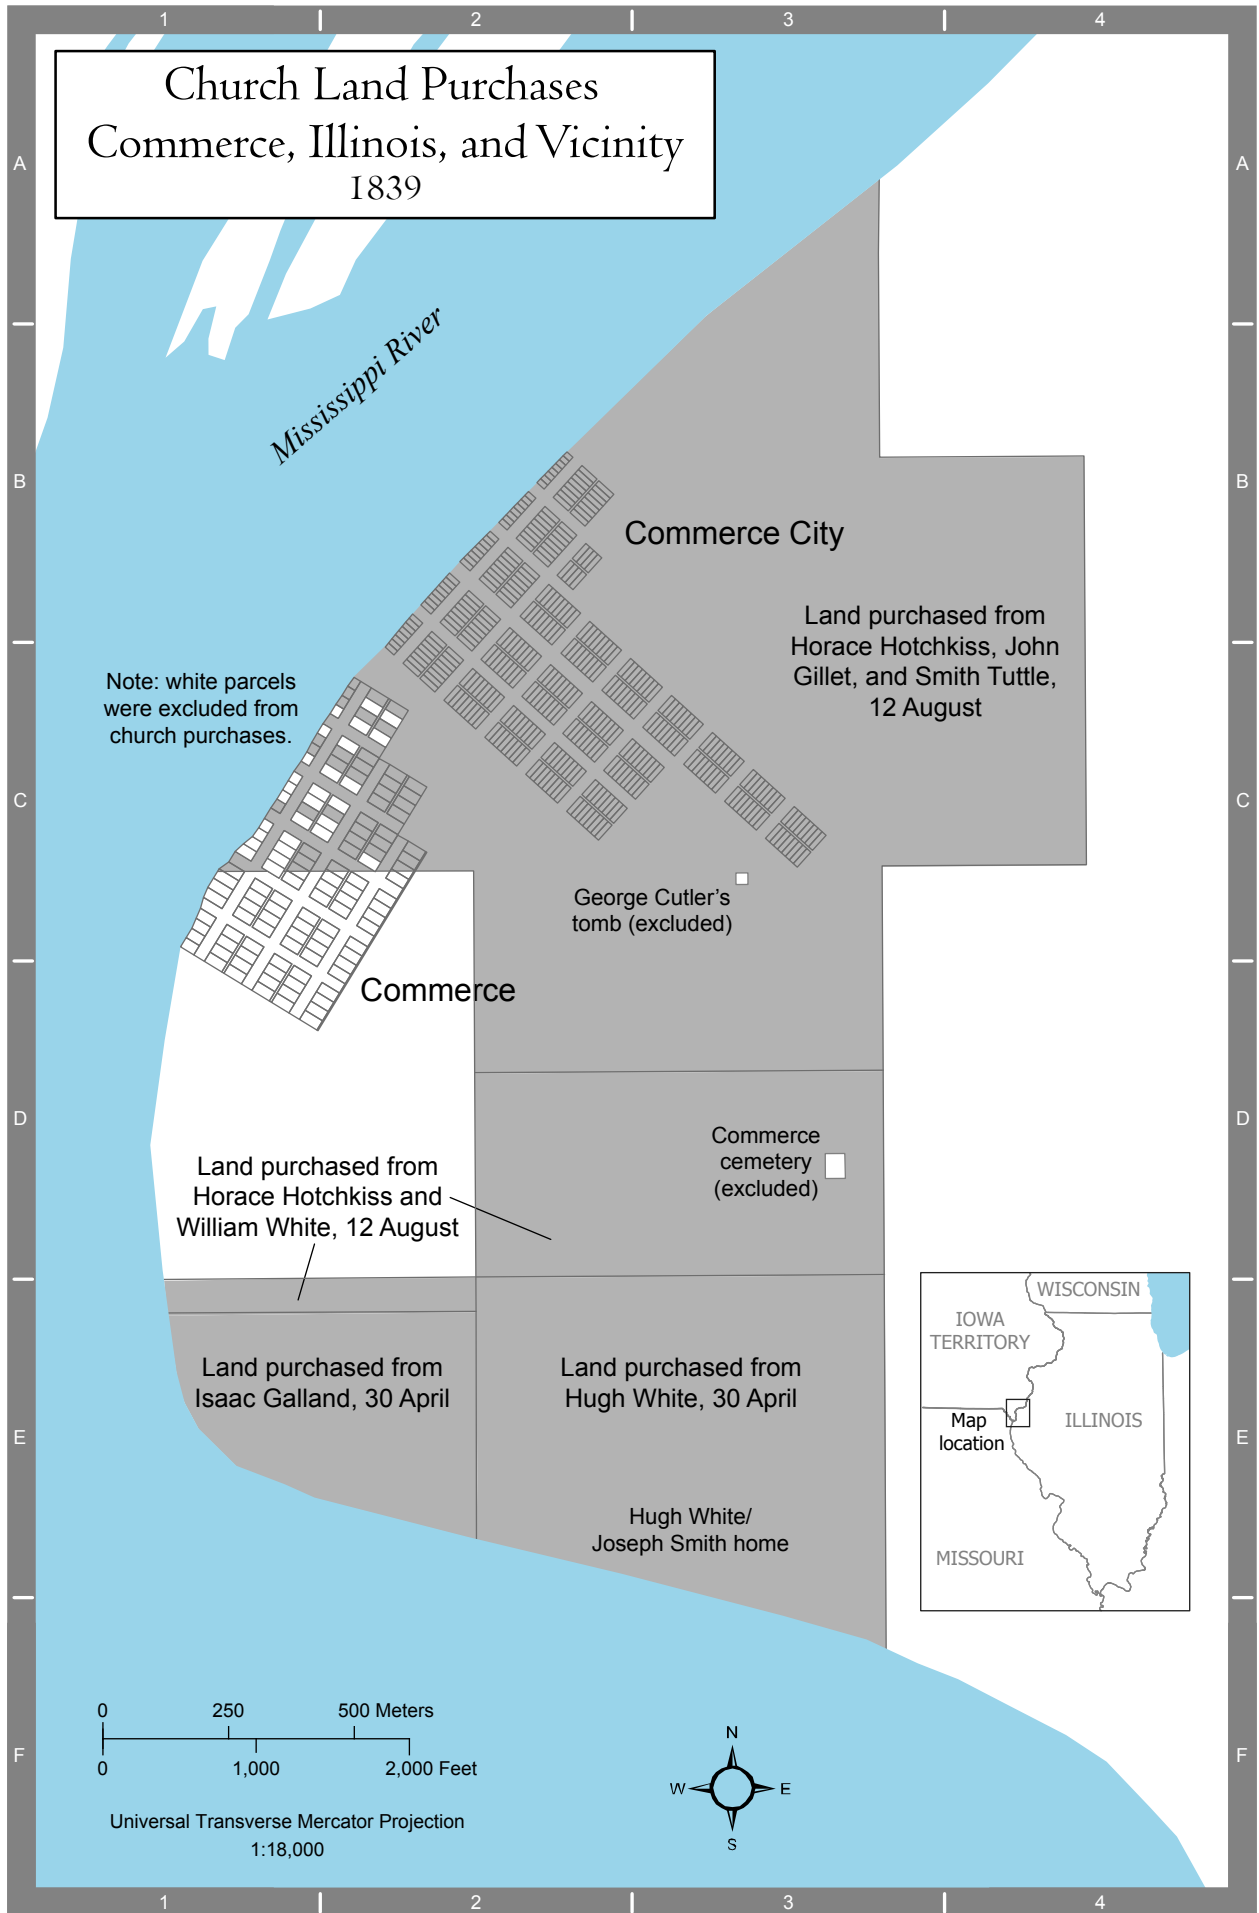 1 2 3 4
Church Land Purchases
Commerce, Illinois, and Vicinity
1839
A A
Mississippi River
B B
Commerce City
Land purchased from
Horace Hotchkiss, John
Gillet, and Smith Tuttle,
12 August
Note: white parcels
were excluded from
church purchases.
C C
George Cutler’s
tomb (excluded)
Commerce
D D
Commerce
cemetery
(excluded)
Land purchased from
Horace Hotchkiss and
William White, 12 August
Land purchased from
Isaac Galland, 30 April
Land purchased from
Hugh White, 30 April
E E
Hugh White/
Joseph Smith home
WISCONSIN
IOWA
TERRITORY
ILLINOIS
Map
location
MISSOURI
0 250 500 Meters
0 1,000 2,000 Feet
Universal Transverse Mercator Projection
1:18,000
N
W E
S
F F
1 2 3 4